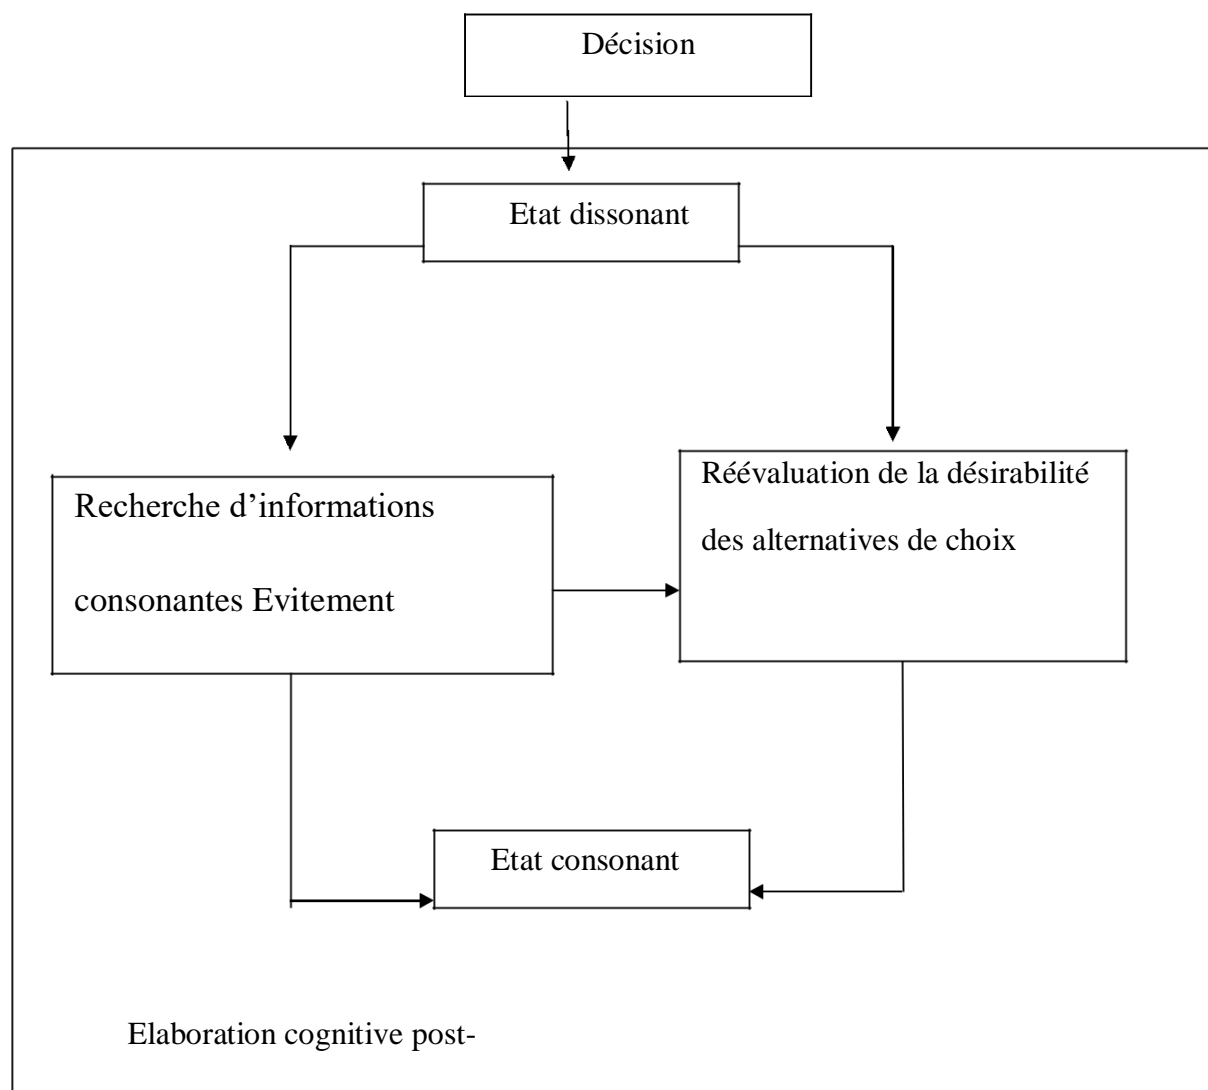 Décision
Etat dissonant
Recherche d’informations
consonantes Evitement
Réévaluation de la désirabilité
des alternatives de choix
Etat consonant
Elaboration cognitive post-